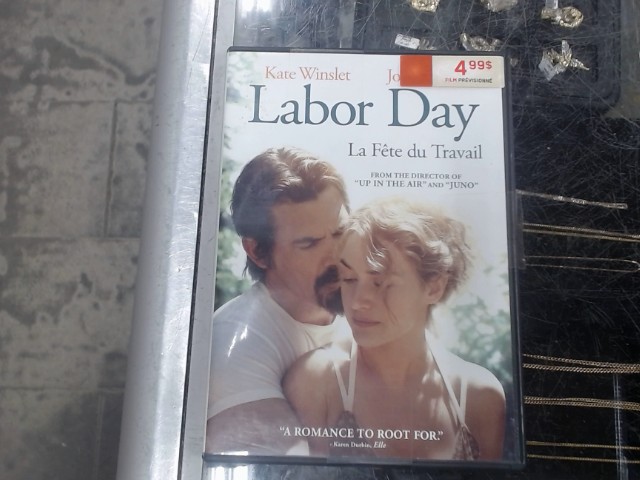 Kate Winslet
4.99$
FILM PRÉVISIONNÉ
Labor Day
La Fête du Travail
FROM THE DIRECTOR OF
"UP IN THE AIR" AND "JUNO"
"A ROMANCE TO ROOT FOR."
- Karen Durbin, Elle